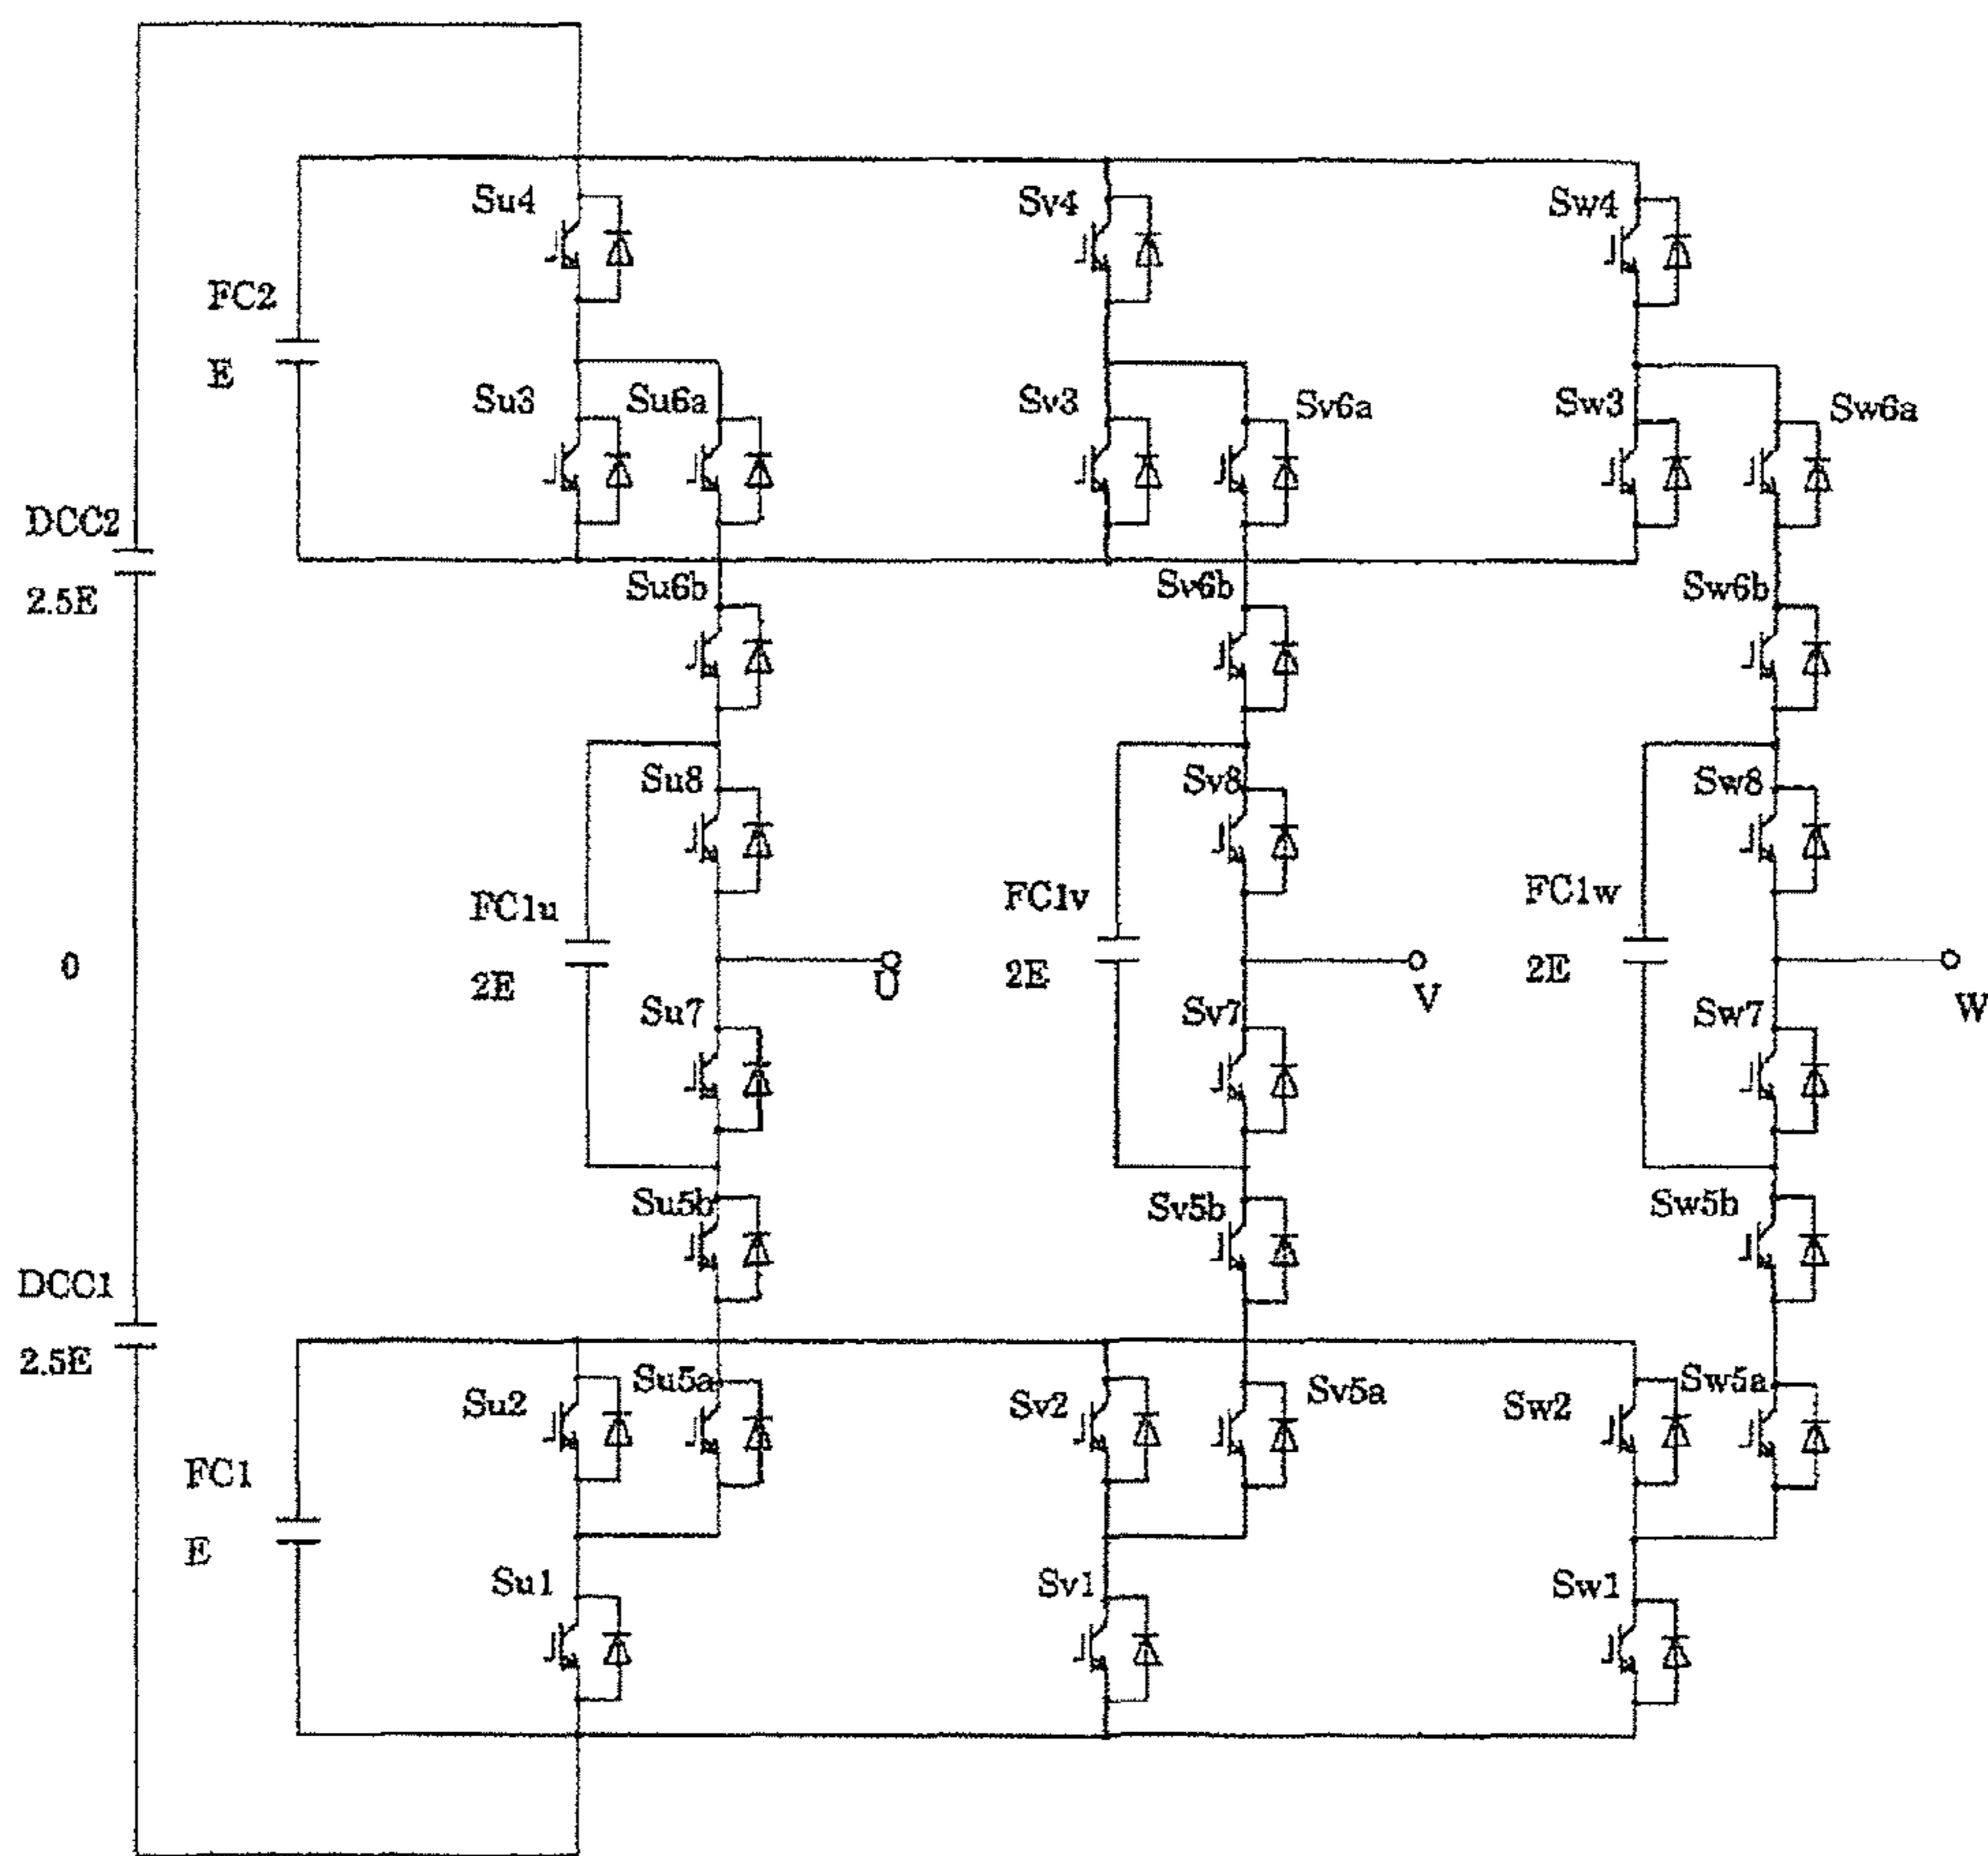 Su4
Sv4
Sw4
FC2
E
Su3
Su6a
Sv3
Sv6a
Sw3
Sw6a
DCC2
2.5E
Su6b
Sv6b
Sw6b
Su8
Sv8
Sw8
FC1u
2E
FC1v
2E
FC1w
2E
0
U
V
W
Su7
Sv7
Sw7
Su5b
Sv5b
Sw5b
DCC1
2.5E
Su2
Su5a
Sv2
Sv5a
Sw2
Sw5a
FC1
E
Su1
Sv1
Sw1